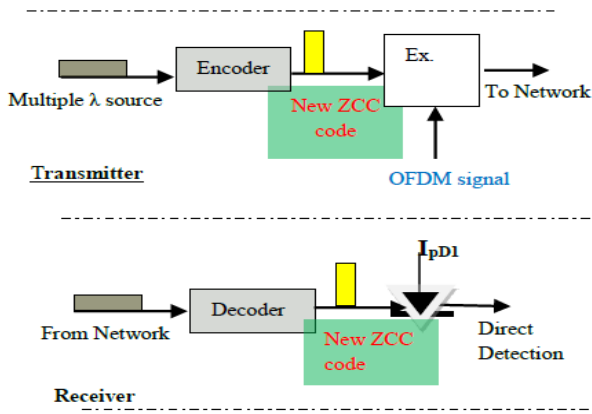 Encoder
Ex.
Multiple λ source
New ZCC
code
To Network
Transmitter
OFDM signal
IpD1
Decoder
From Network
New ZCC
code
Direct
Detection
Receiver